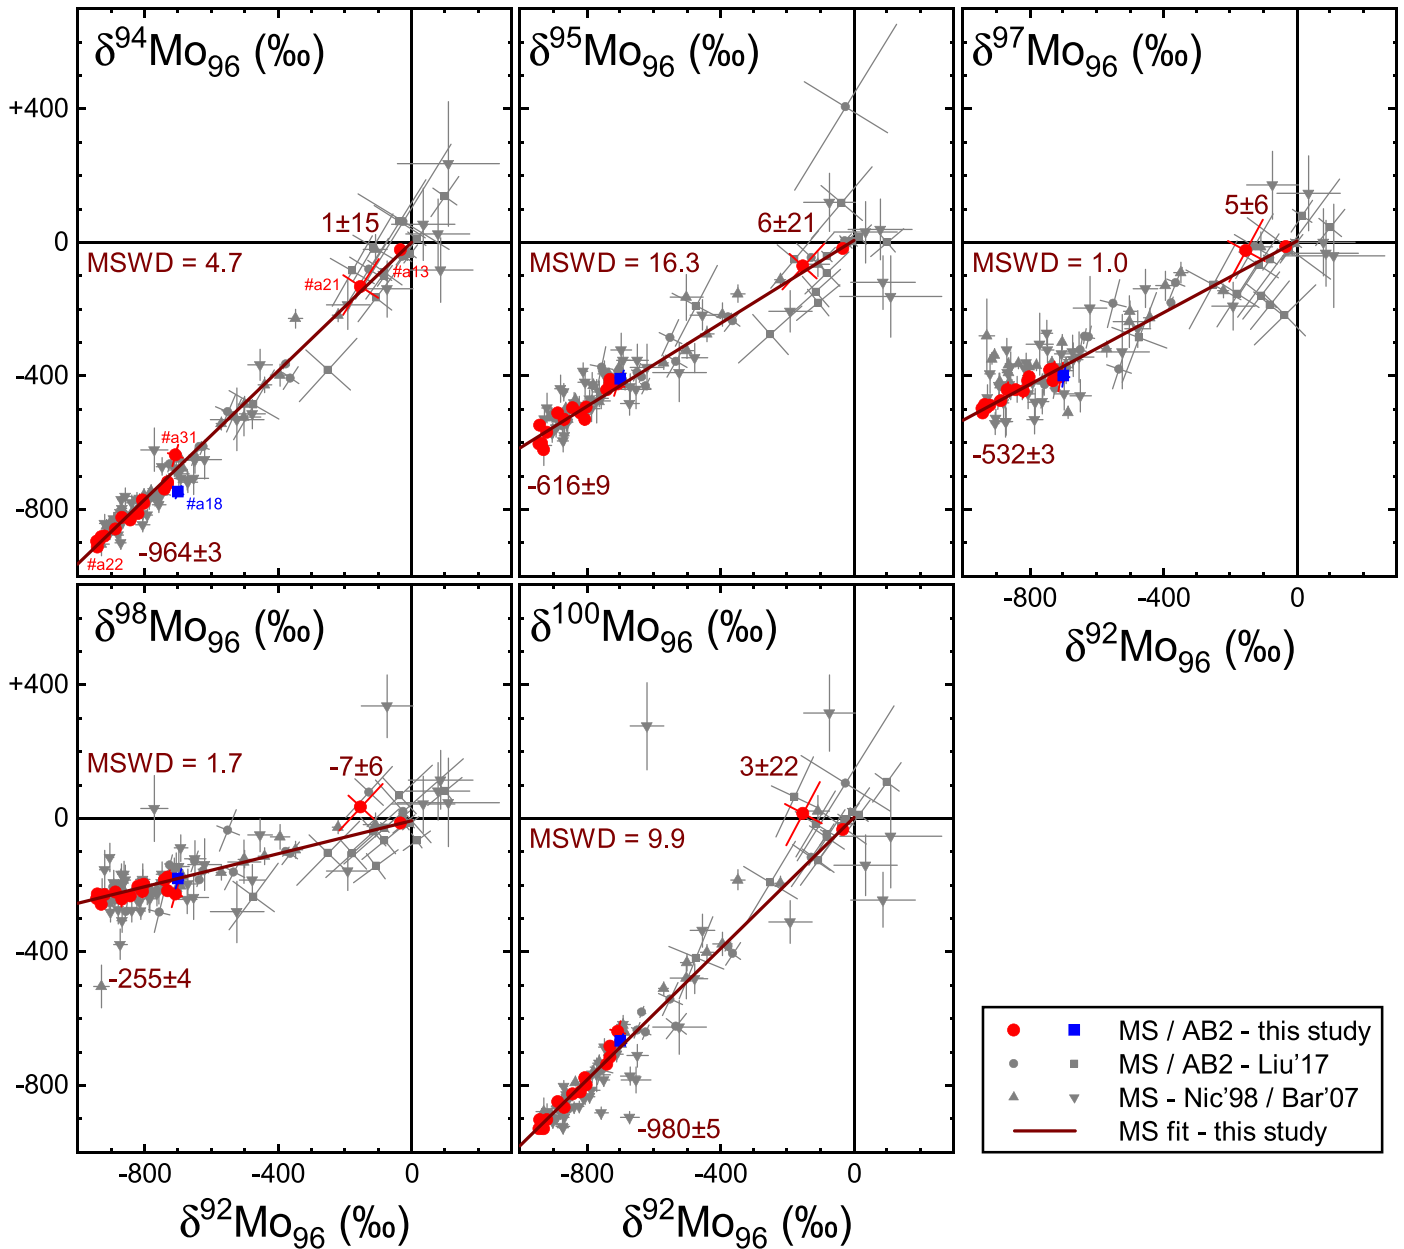 δ94Mo96 (‰)
δ95Mo96 (‰)
δ97Mo96 (‰)
+400
0
-400
-800
1±15
MSWD = 4.7
#a21
#a13
#a31
#a18
#a22
-964±3
6±21
MSWD = 16.3
-616±9
5±6
MSWD = 1.0
-532±3
-800 -400 0
δ92Mo96 (‰)
δ98Mo96 (‰)
δ100Mo96 (‰)
+400
0
-400
-800
MSWD = 1.7
-7±6
-255±4
3±22
MSWD = 9.9
-980±5
-800 -400 0
-800 -400 0
δ92Mo96 (‰)
δ92Mo96 (‰)
MS / AB2 - this study
MS / AB2 - Liu'17
MS - Nic'98 / Bar'07
MS fit - this study